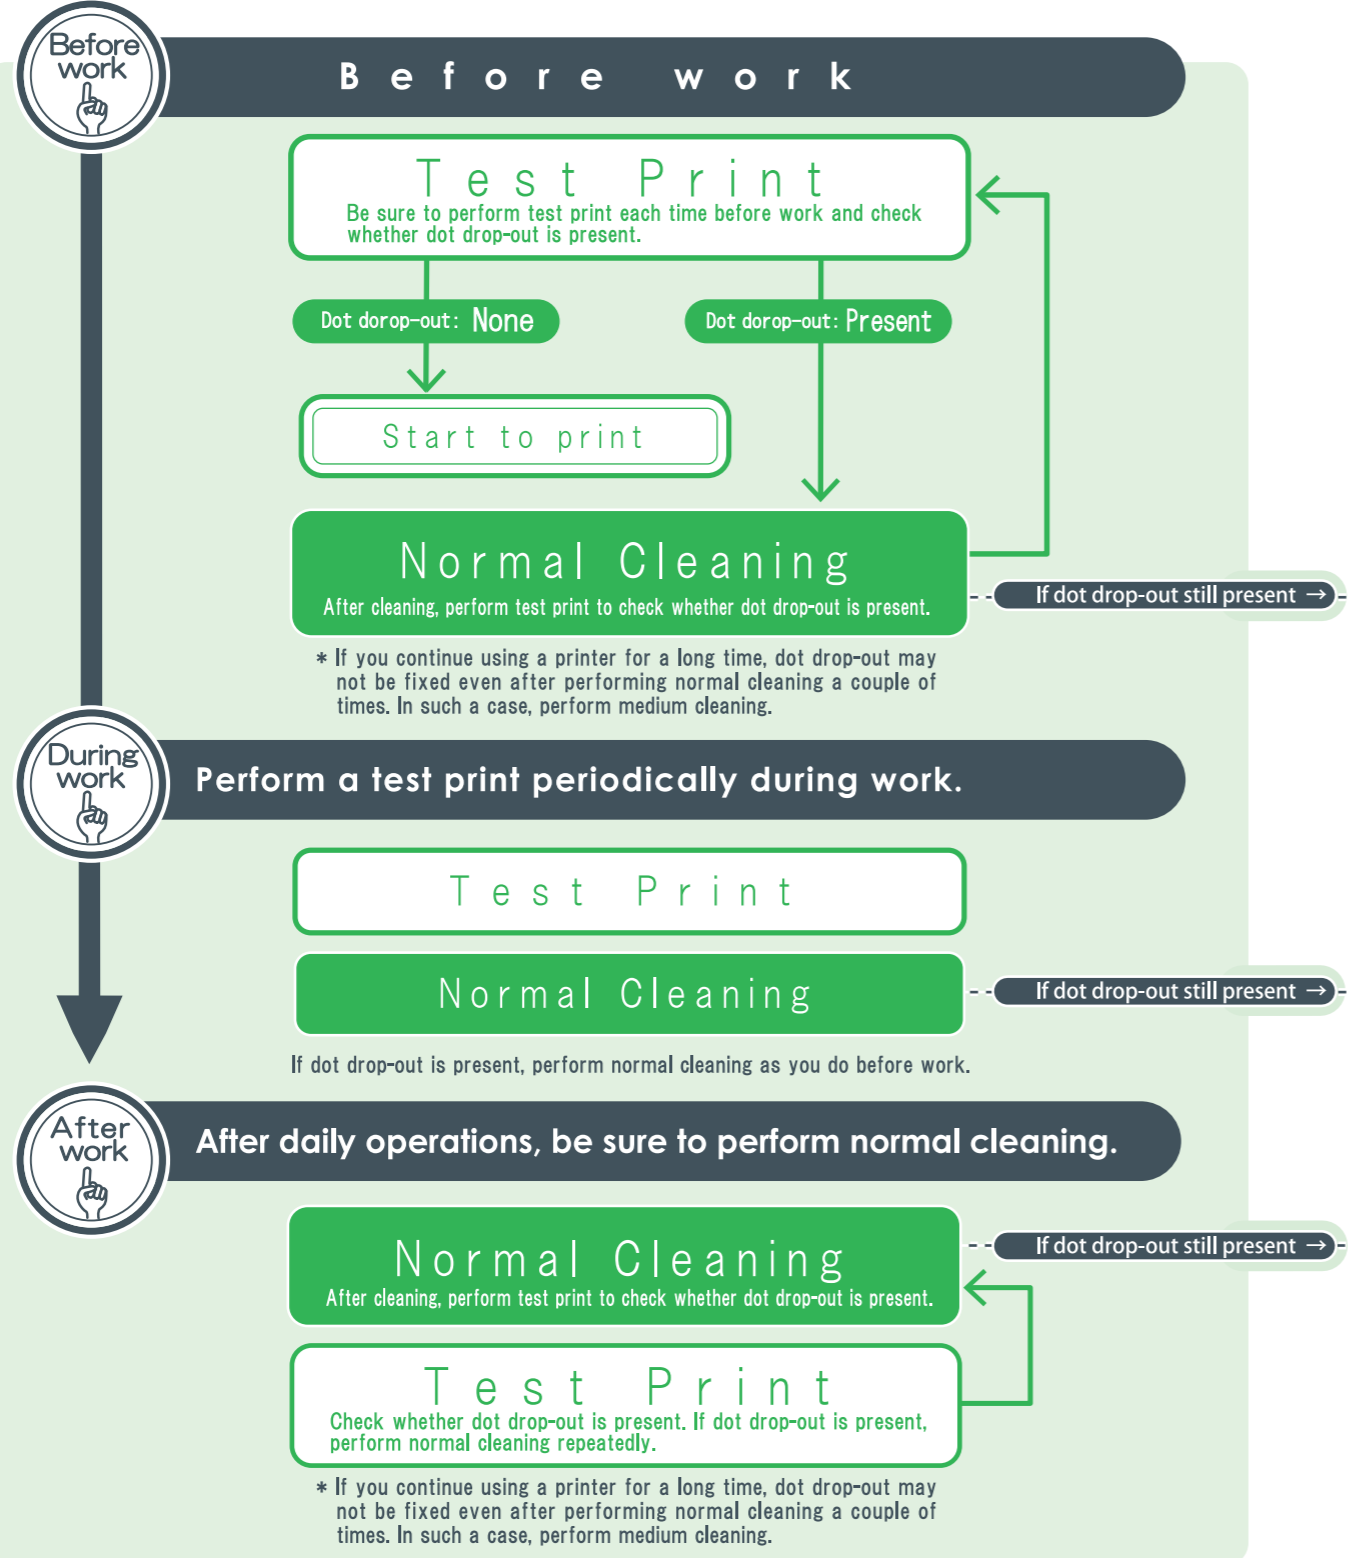 Before
work
Before work
Test Print
Be sure to perform test print each time before work and check
whether dot drop-out is present.
Dot dorop-out: None
Dot dorop-out: Present
Start to print
Normal Cleaning
After cleaning, perform test print to check whether dot drop-out is present.
If dot drop-out still present →
* If you continue using a printer for a long time, dot drop-out may
not be fixed even after performing normal cleaning a couple of
times. In such a case, perform medium cleaning.
During
work
Perform a test print periodically during work.
Test Print
Normal Cleaning
If dot drop-out still present →
If dot drop-out is present, perform normal cleaning as you do before work.
After
work
After daily operations, be sure to perform normal cleaning.
Normal Cleaning
After cleaning, perform test print to check whether dot drop-out is present.
If dot drop-out still present →
Test Print
Check whether dot drop-out is present. If dot drop-out is present,
perform normal cleaning repeatedly.
* If you continue using a printer for a long time, dot drop-out may
not be fixed even after performing normal cleaning a couple of
times. In such a case, perform medium cleaning.